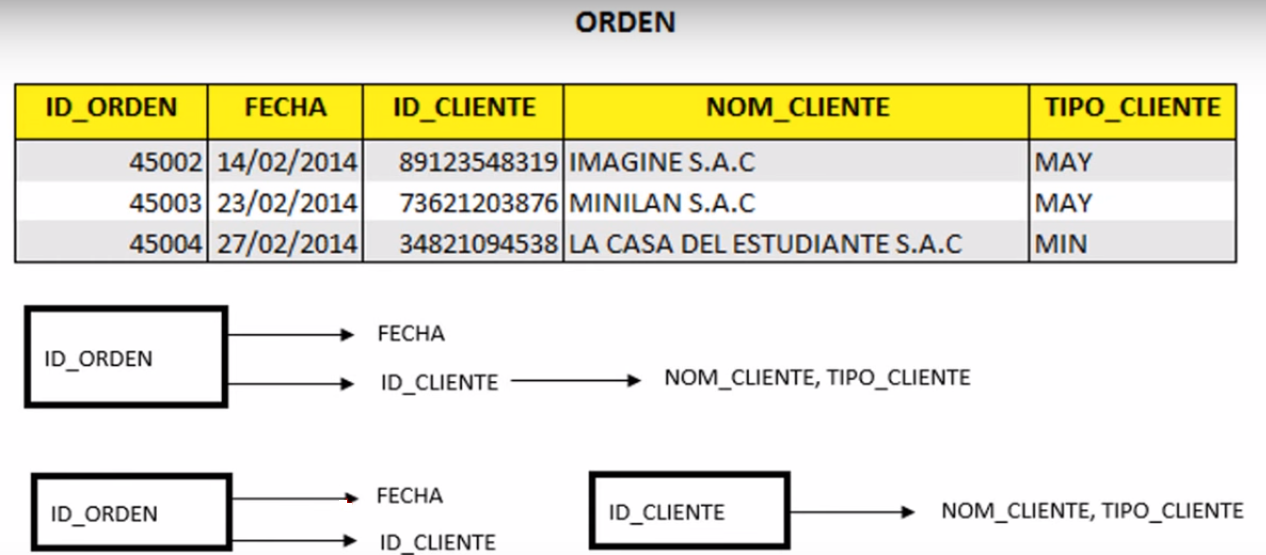 ORDEN
ID_ORDEN FECHA ID_CLIENTE NOM_CLIENTE TIPO_CLIENTE
45002 14/02/2014 89123548319 IMAGINE S.A.C MAY
45003 23/02/2014 73621203876 MINILAN S.A.C MAY
45004 27/02/2014 34821094538 LA CASA DEL ESTUDIANTE S.A.C MIN
FECHA
ID_ORDEN
ID_CLIENTE NOM_CLIENTE, TIPO_CLIENTE
FECHA
ID_ORDEN ID_CLIENTE NOM_CLIENTE, TIPO_CLIENTE
ID_CLIENTE